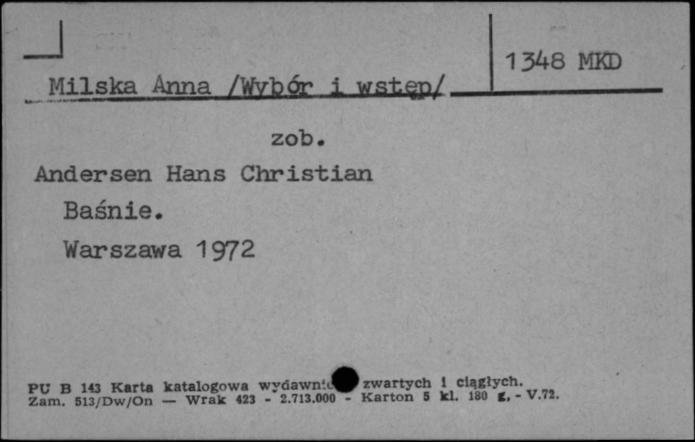 1348 MKD
Milska Anna /Wybór i wstęp/
zob.
Andersen Hans Christian
Baśnie.
Warszawa 1972
PU B 143 Karta katalogowa zwartych i ciągłych.
Zam. 513/Dw/On — Wrak 423 - 2.713.000 - Karton 5 kl. 180 g. - V.72.